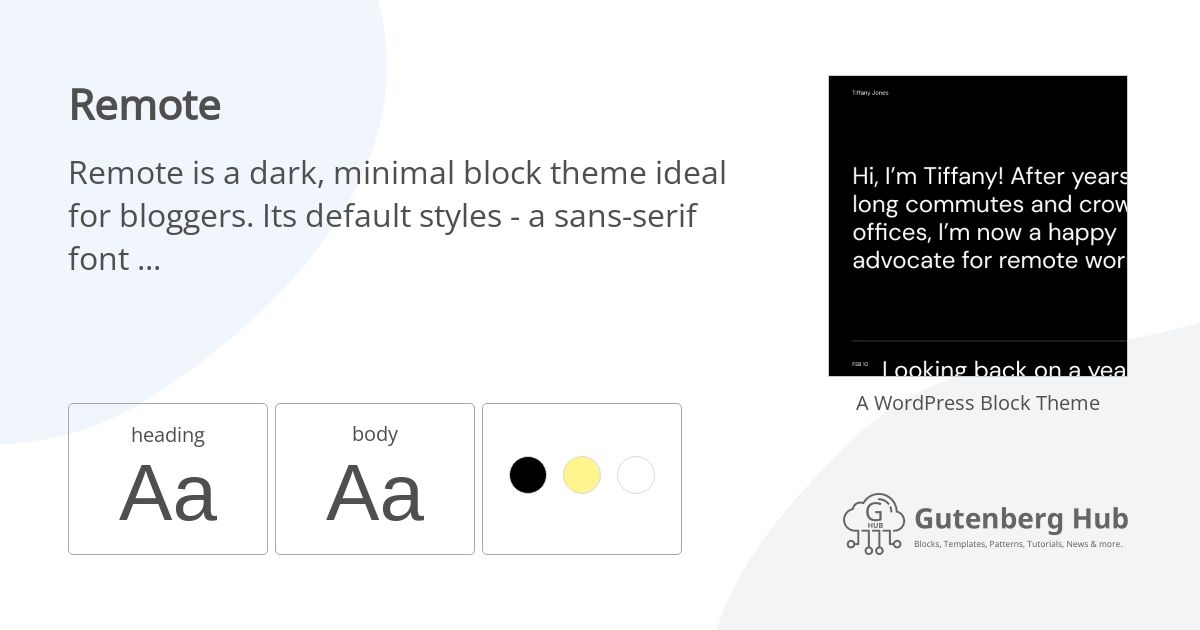 Remote
Remote is a dark, minimal block theme ideal
for bloggers. Its default styles - a sans-serif
font ...
heading
Aa
body
Aa
Tiffany Jones
Hi, I’m Tiffany! After years
long commutes and crow
offices, I’m now a happy
advocate for remote wor
FEB 10
Looking back on a yea
A WordPress Block Theme
G
HUB
Gutenberg Hub
Blocks, Templates, Patterns, Tutorials, News & more.